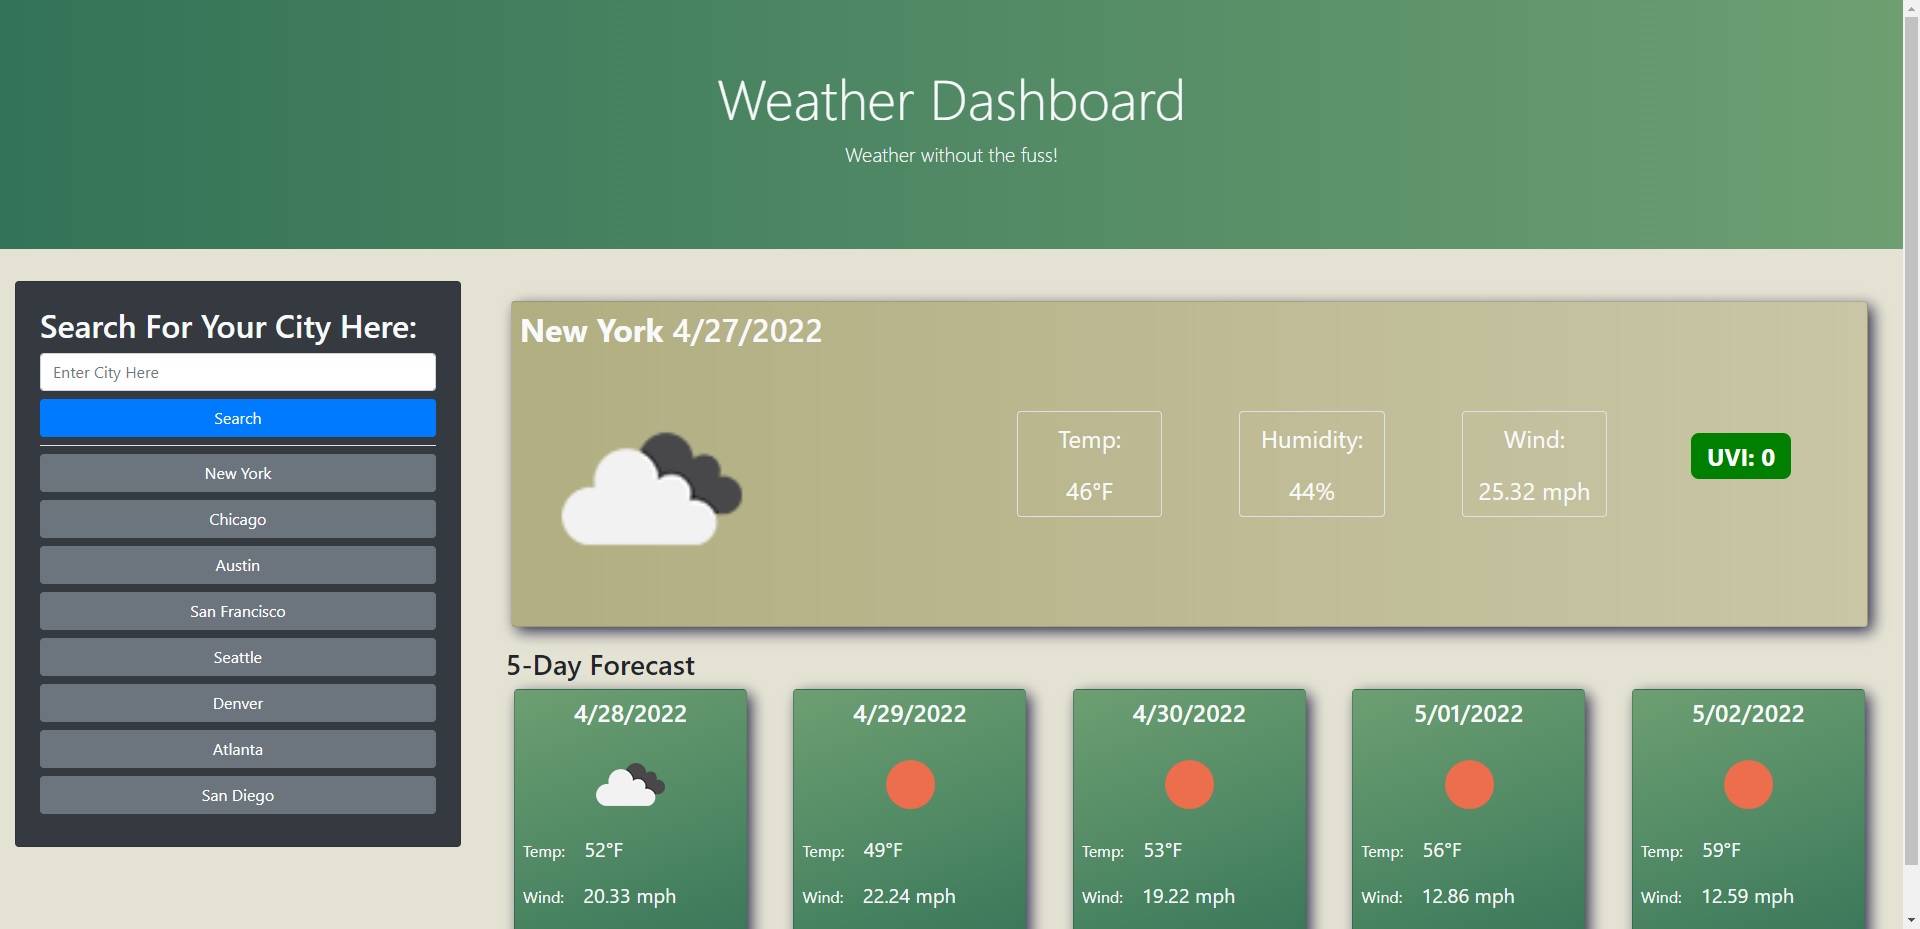 Weather Dashboard
Weather without the fuss!
Search For Your City Here:
Enter City Here
Search
New York
Chicago
Austin
San Francisco
Seattle
Denver
Atlanta
San Diego
New York 4/27/2022
Temp:
46°F
Humidity:
44%
Wind:
25.32 mph
UVI: 0
5-Day Forecast
4/28/2022
Temp: 52°F
Wind: 20.33 mph
4/29/2022
Temp: 49°F
Wind: 22.24 mph
4/30/2022
Temp: 53°F
Wind: 19.22 mph
5/01/2022
Temp: 56°F
Wind: 12.86 mph
5/02/2022
Temp: 59°F
Wind: 12.59 mph